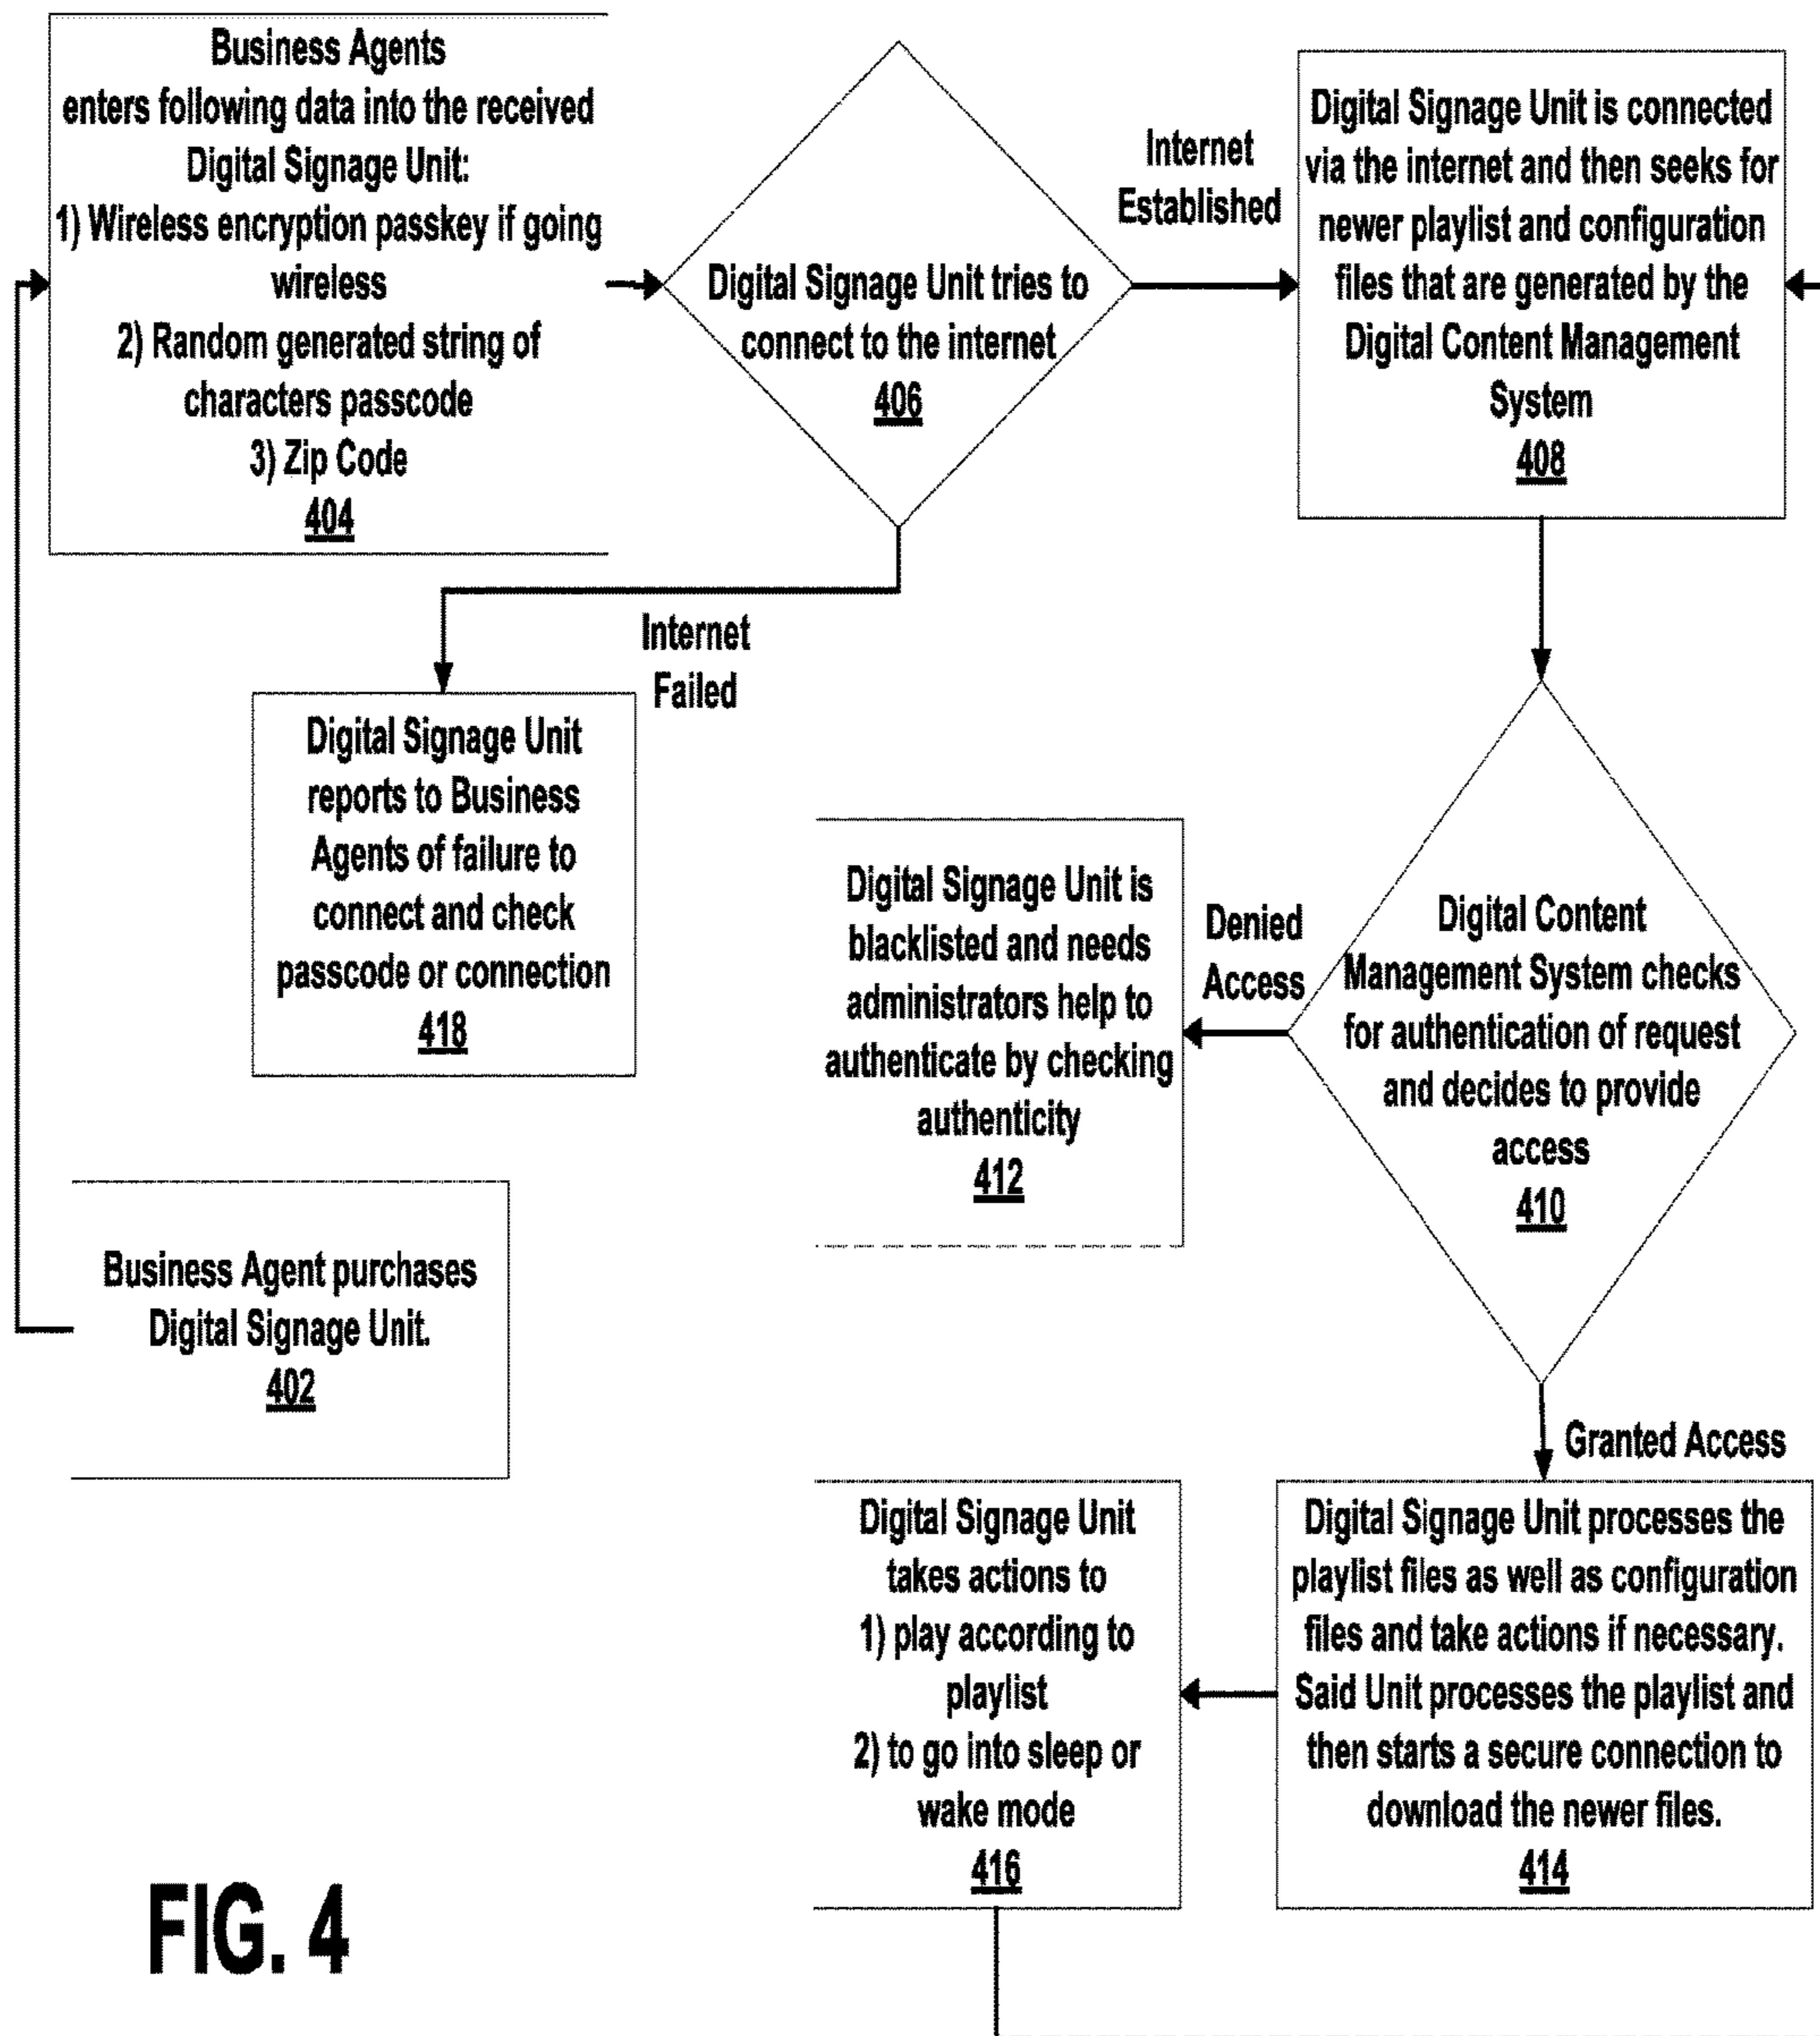 Business Agents
enters following data into the received
Digital Signage Unit:
1) Wireless encryption passkey if going
wireless
2) Random generated string of
characters passcode
3) Zip Code
404
Digital Signage Unit tries to
connect to the internet
406
Internet
Established
Digital Signage Unit is connected
via the internet and then seeks for
newer playlist and configuration
files that are generated by the
Digital Content Management
System
408
Internet
Failed
Digital Signage Unit
reports to Business
Agents of failure to
connect and check
passcode or connection
418
Digital Signage Unit is
blacklisted and needs
administrators help to
authenticate by checking
authenticity
412
Denied
Access
Digital Content
Management System checks
for authentication of request
and decides to provide
access
410
Business Agent purchases
Digital Signage Unit.
402
Granted Access
Digital Signage Unit
takes actions to
1) play according to
playlist
2) to go into sleep or
wake mode
416
Digital Signage Unit processes the
playlist files as well as configuration
files and take actions if necessary.
Said Unit processes the playlist and
then starts a secure connection to
download the newer files.
414
FIG. 4